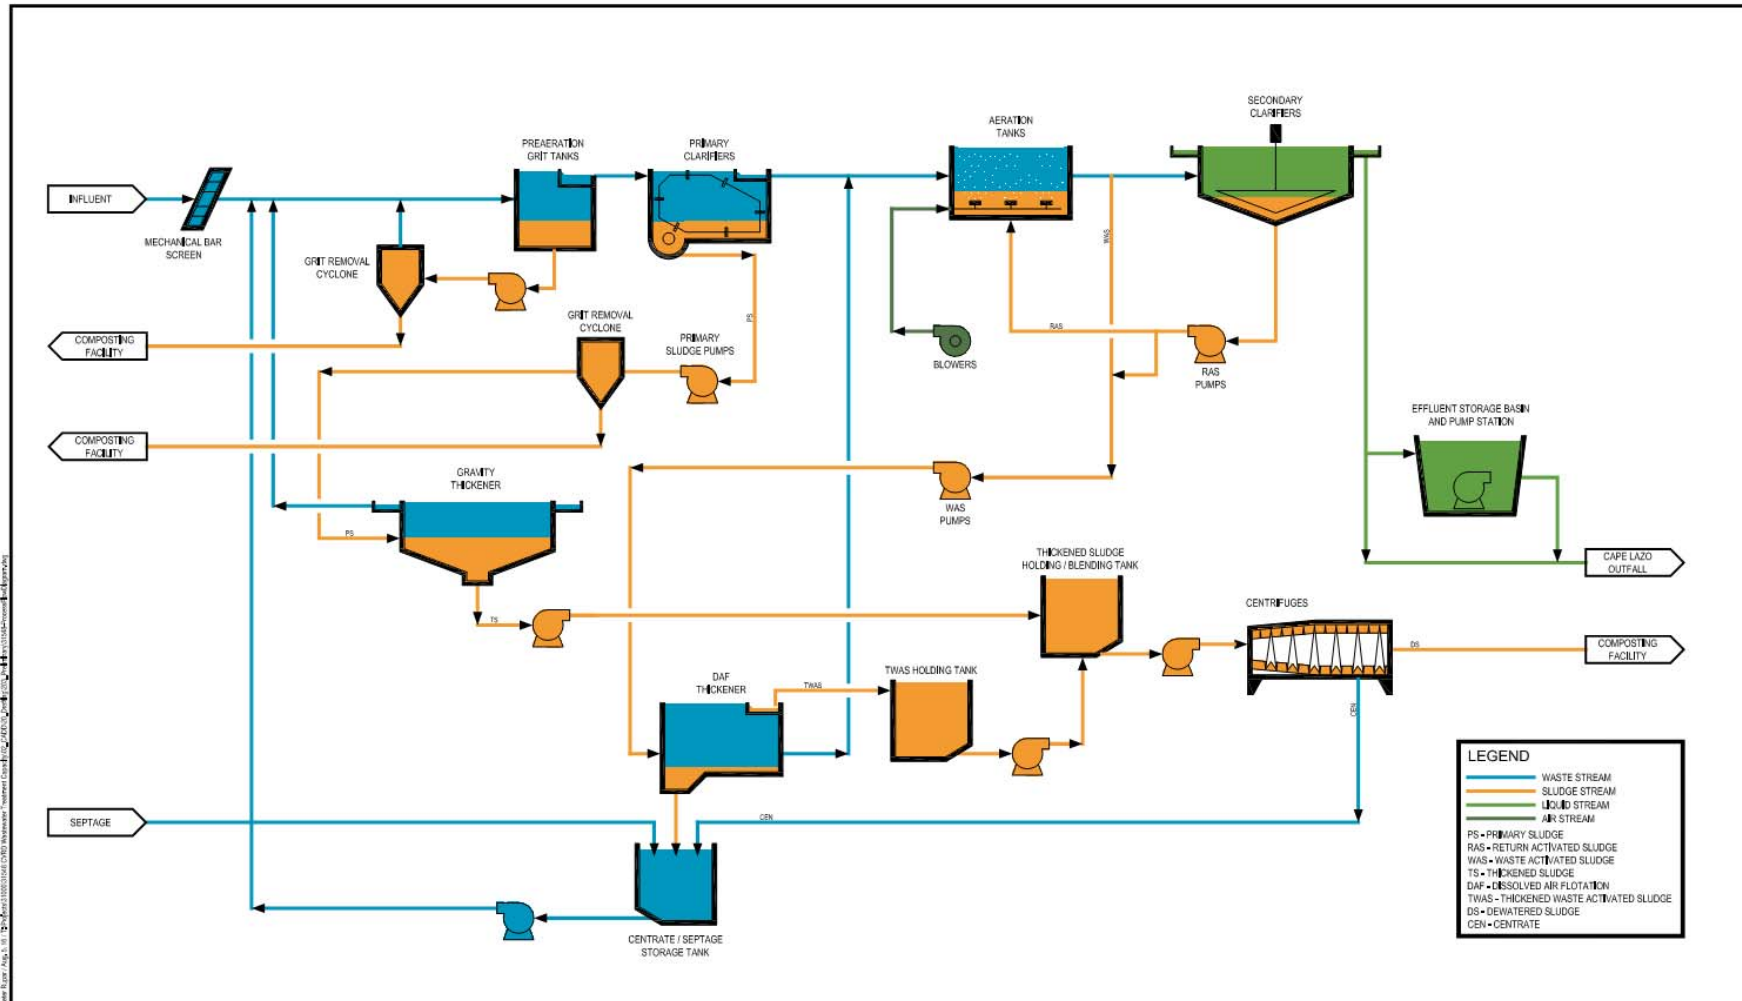 SECONDARY
CLARIFIERS
AERATION
TANKS
PREAERATION
GRIT TANKS
PRIMARY
CLARIFIERS
INFLUENT
MECHANICAL BAR
SCREEN
GRIT REMOVAL
CYCLONE
WAS
GRIT REMOVAL
CYCLONE
PS
RAS
COMPOSTING
FACILITY
PRIMARY
SLUDGE PUMPS
BLOWERS
RAS
PUMPS
EFFLUENT STORAGE BASIN
AND PUMP STATION
COMPOSTING
FACILITY
GRAVITY
THICKENER
WAS
PUMPS
PS
THICKENED SLUDGE
HOLDING / BLENDING TANK
CAPE LAZO
OUTFALL
CENTRIFUGES
TS
DS
COMPOSTING
FACILITY
DAF
THICKENER
TWAS
TWAS HOLDING TANK
CEN
SEPTAGE
CEN
CENTRATE / SEPTAGE
STORAGE TANK
LEGEND
WASTE STREAM
SLUDGE STREAM
LIQUID STREAM
AIR STREAM
PS - PRIMARY SLUDGE
RAS - RETURN ACTIVATED SLUDGE
WAS - WASTE ACTIVATED SLUDGE
TS - THICKENED SLUDGE
DAF - DISSOLVED AIR FLOTATION
TWAS - THICKENED WASTE ACTIVATED SLUDGE
DS - DEWATERED SLUDGE
CEN - CENTRATE